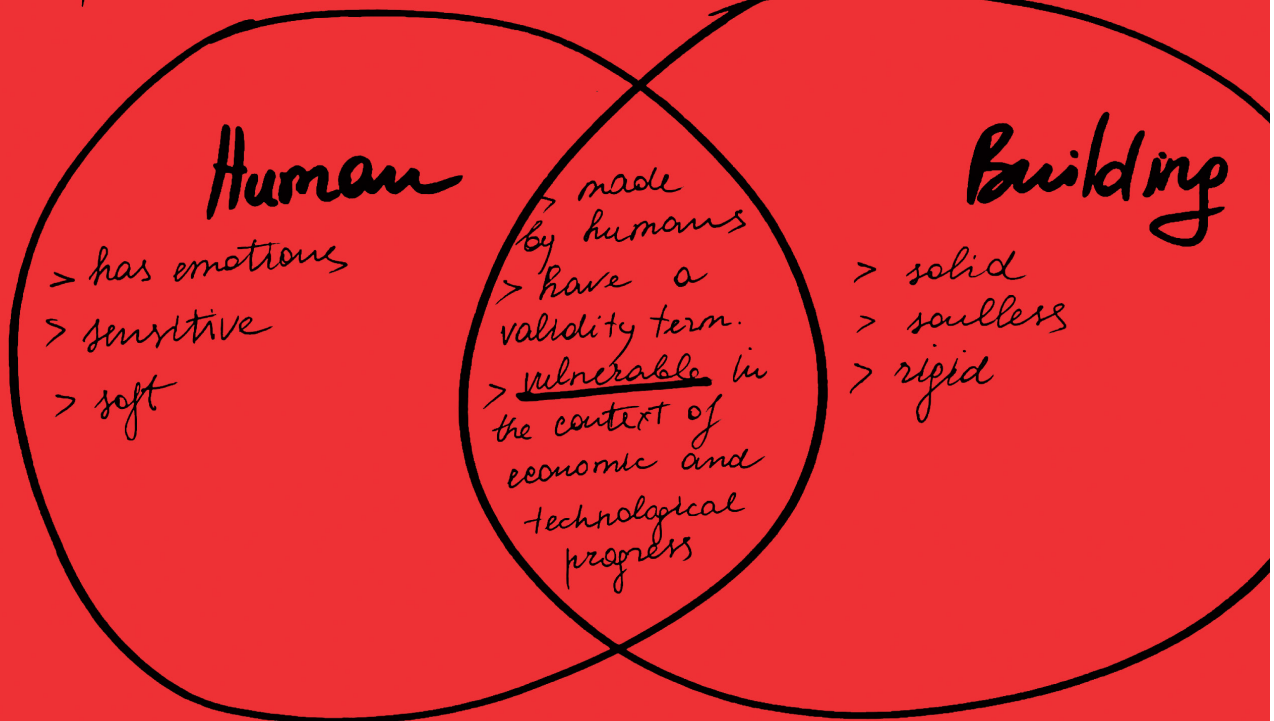 Human
> has emotions
> sensitive
> soft
> made
by humans
> have a
validity term.
> vulnerable in
the context of
economic and
technological
progress
Building
> solid
> soulless
> rigid